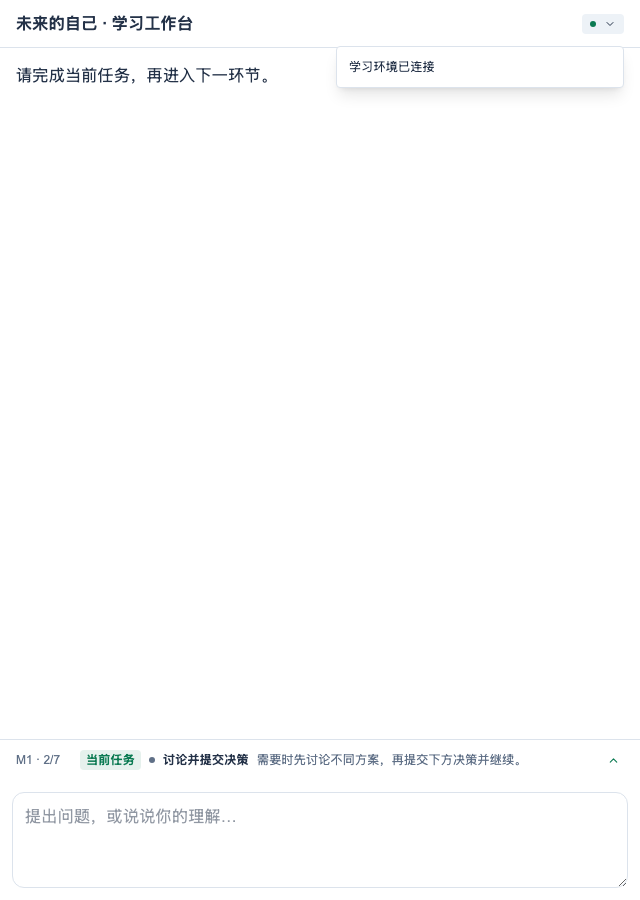 未来的自己 · 学习工作台
学习环境已连接
请完成当前任务，再进入下一环节。
M1 · 2/7 当前任务 讨论并提交决策 需要时先讨论不同方案，再提交下方决策并继续。
提出问题，或说说你的理解...